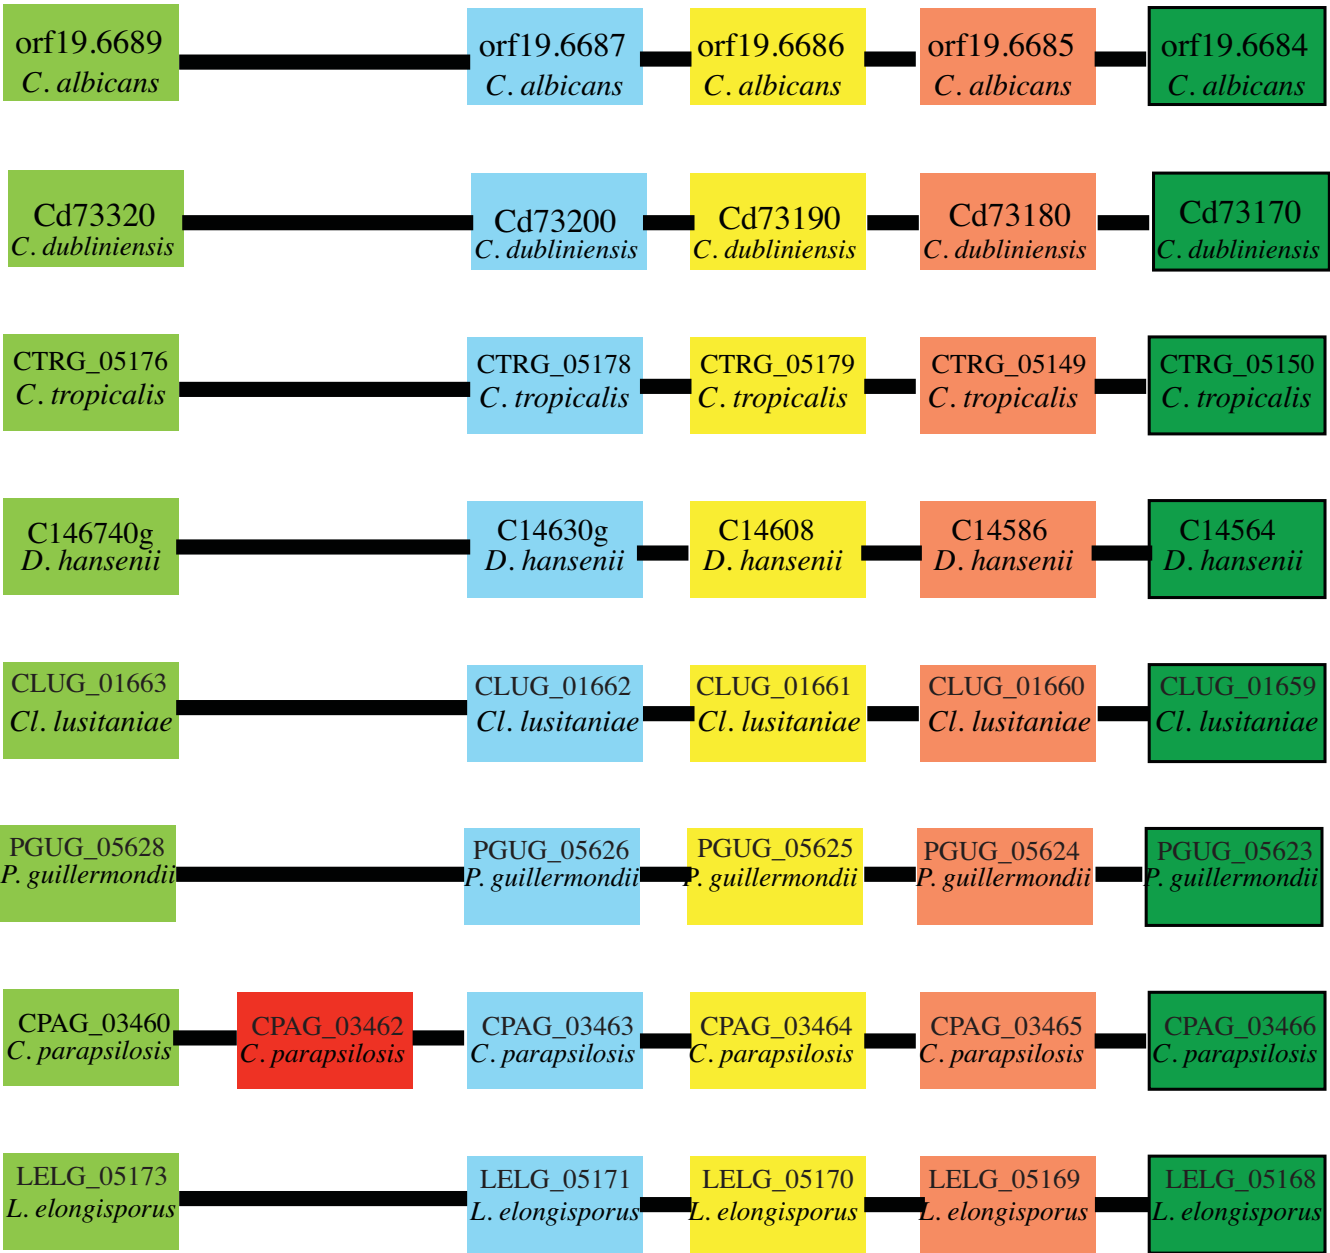 orf19.6689
C. albicans
orf19.6687
C. albicans
orf19.6686
C. albicans
orf19.6685
C. albicans
orf19.6684
C. albicans
Cd73320
C. dubliniensis
Cd73200
C. dubliniensis
Cd73190
C. dubliniensis
Cd73180
C. dubliniensis
Cd73170
C. dubliniensis
CTRG_05176
C. tropicalis
CTRG_05178
C. tropicalis
CTRG_05179
C. tropicalis
CTRG_05149
C. tropicalis
CTRG_05150
C. tropicalis
C146740g
D. hansenii
C14630g
D. hansenii
C14608
D. hansenii
C14586
D. hansenii
C14564
D. hansenii
CLUG_01663
Cl. lusitaniae
CLUG_01662
Cl. lusitaniae
CLUG_01661
Cl. lusitaniae
CLUG_01660
Cl. lusitaniae
CLUG_01659
Cl. lusitaniae
PGUG_05628
P. guillermondii
PGUG_05626
P. guillermondii
PGUG_05625
P. guillermondii
PGUG_05624
P. guillermondii
PGUG_05623
P. guillermondii
CPAG_03460
C. parapsilosis
CPAG_03462
C. parapsilosis
CPAG_03463
C. parapsilosis
CPAG_03464
C. parapsilosis
CPAG_03465
C. parapsilosis
CPAG_03466
C. parapsilosis
LELG_05173
L. elongisporus
LELG_05171
L. elongisporus
LELG_05170
L. elongisporus
LELG_05169
L. elongisporus
LELG_05168
L. elongisporus